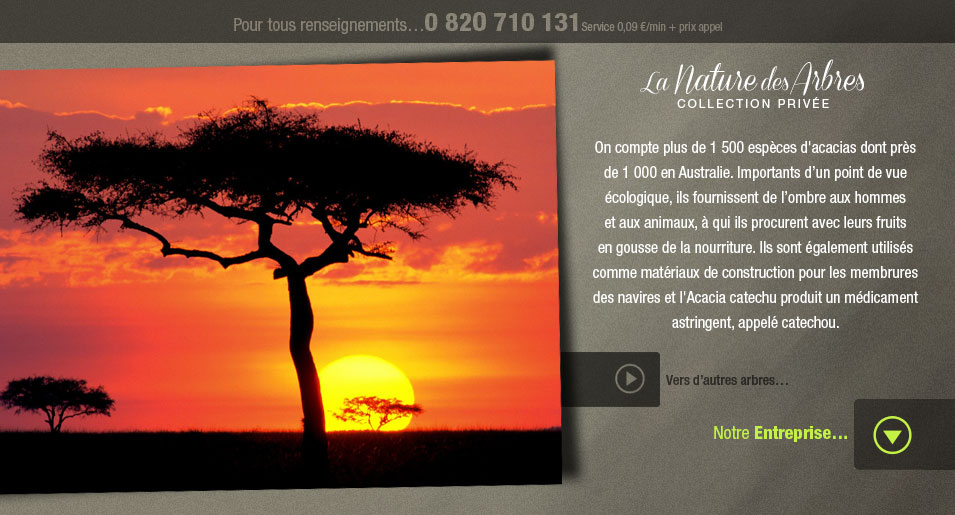 Pour tous renseignements…0 820 710 131 Service 0,09 €/min + prix appel
La Nature des Arbres
COLLECTION PRIVÉE
On compte plus de 1 500 espèces d'acacias dont près
de 1 000 en Australie. Importants d’un point de vue
écologique, ils fournissent de l’ombre aux hommes
et aux animaux, à qui ils procurent avec leurs fruits
en gousse de la nourriture. Ils sont également utilisés
comme matériaux de construction pour les membrures
des navires et l'Acacia catechu produit un médicament
astringent, appelé catechou.
Vers d’autres arbres…
Notre Entreprise…